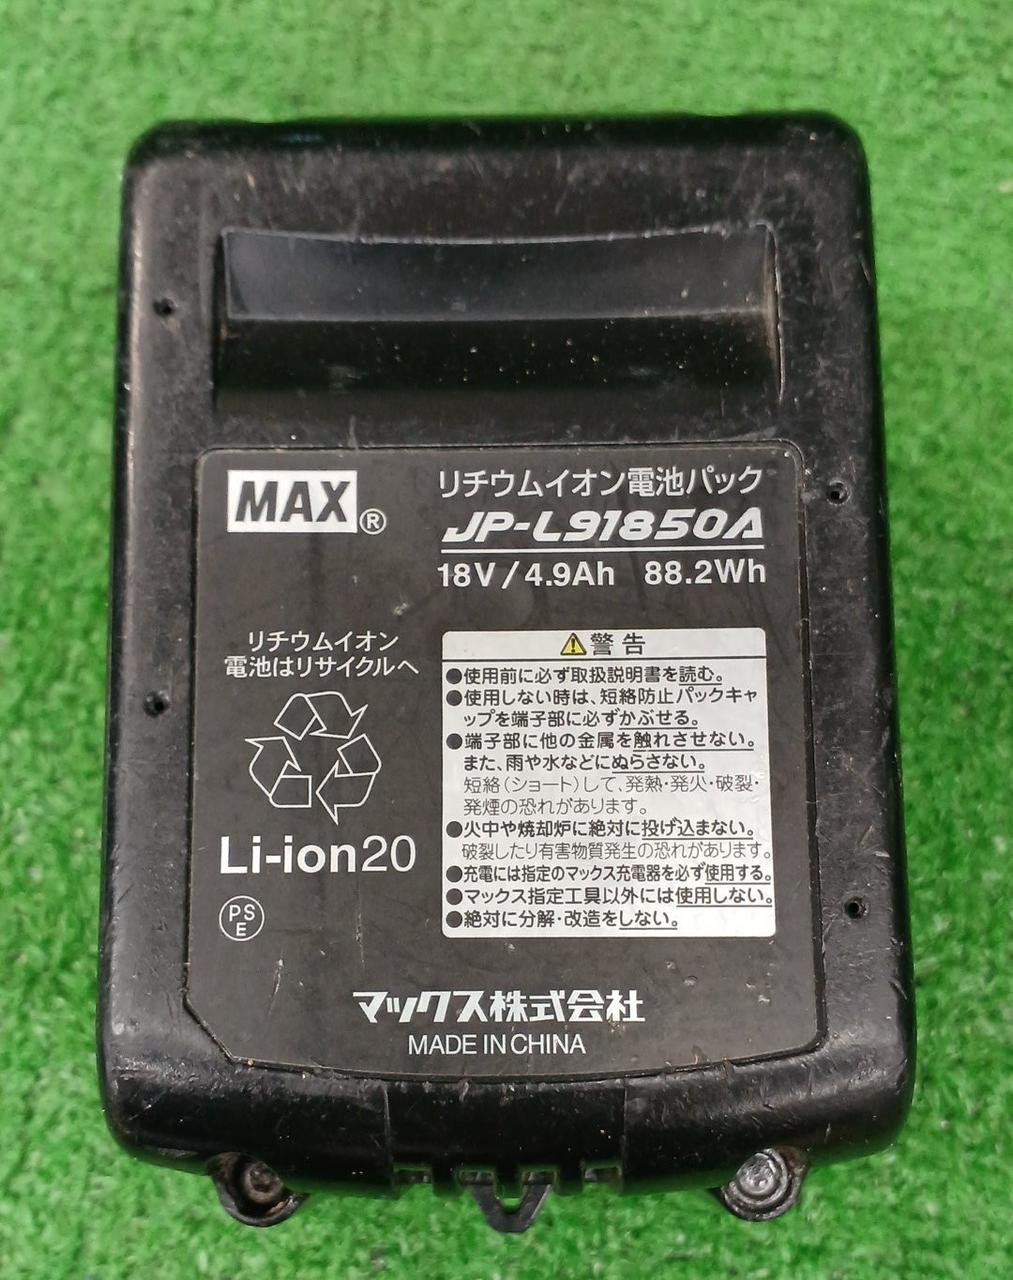 MAX®
リチウムイオン電池パック
JP-L91850A
18V/4.9Ah 88.2Wh
リチウムイオン
電池はリサイクルへ
Li-ion20
PS
E
⚠警告
●使用前に必ず取扱説明書を読む。
●使用しない時は、短絡防止パックキャ
ップを端子部に必ずかぶせる。
●端子部に他の金属を触れさせない。
また、雨や水などにぬらさない。
短絡(ショート)して、発熱・発火・破裂・
発煙の恐れがあります。
●火中や焼却炉に絶対に投げ込まない。
破裂したり有害物質発生の恐れがあります。
●充電には指定のマックス充電器を必ず使用する。
●マックス指定工具以外には使用しない。
●絶対に分解・改造をしない。
マックス株式会社
MADE IN CHINA